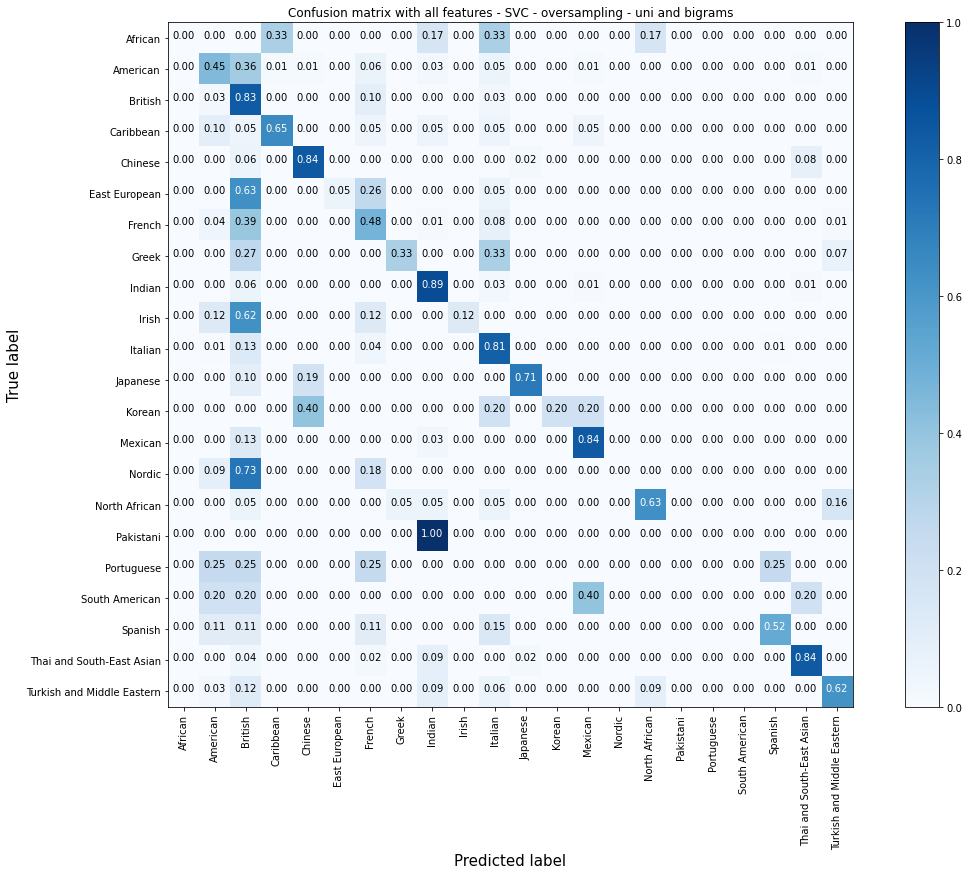 Confusion matrix with all features - SVC - oversampling - uni and bigrams
African 0.00 0.00 0.00 0.33 0.00 0.00 0.00 0.00 0.17 0.00 0.33 0.00 0.00 0.00 0.00 0.17 0.00 0.00 0.00 0.00 0.00 0.00
American 0.00 0.45 0.36 0.01 0.01 0.00 0.06 0.00 0.03 0.00 0.05 0.00 0.00 0.01 0.00 0.00 0.00 0.00 0.00 0.00 0.01 0.00
British 0.00 0.03 0.83 0.00 0.00 0.00 0.10 0.00 0.00 0.00 0.03 0.00 0.00 0.00 0.00 0.00 0.00 0.00 0.00 0.00 0.00 0.00
Caribbean 0.00 0.10 0.05 0.65 0.00 0.00 0.05 0.00 0.05 0.00 0.05 0.00 0.00 0.05 0.00 0.00 0.00 0.00 0.00 0.00 0.00 0.00
Chinese 0.00 0.00 0.06 0.00 0.84 0.00 0.00 0.00 0.00 0.00 0.00 0.02 0.00 0.00 0.00 0.00 0.00 0.00 0.00 0.00 0.08 0.00
East European 0.00 0.00 0.63 0.00 0.00 0.05 0.26 0.00 0.00 0.00 0.05 0.00 0.00 0.00 0.00 0.00 0.00 0.00 0.00 0.00 0.00 0.00
French 0.00 0.04 0.39 0.00 0.00 0.00 0.48 0.00 0.01 0.00 0.08 0.00 0.00 0.00 0.00 0.00 0.00 0.00 0.00 0.00 0.00 0.01
Greek 0.00 0.00 0.27 0.00 0.00 0.00 0.00 0.33 0.00 0.00 0.33 0.00 0.00 0.00 0.00 0.00 0.00 0.00 0.00 0.00 0.00 0.07
Indian 0.00 0.00 0.06 0.00 0.00 0.00 0.00 0.00 0.89 0.00 0.03 0.00 0.00 0.01 0.00 0.00 0.00 0.00 0.00 0.00 0.01 0.00
Irish 0.00 0.12 0.62 0.00 0.00 0.00 0.12 0.00 0.00 0.12 0.00 0.00 0.00 0.00 0.00 0.00 0.00 0.00 0.00 0.00 0.00 0.00
Italian 0.00 0.01 0.13 0.00 0.00 0.00 0.04 0.00 0.00 0.00 0.81 0.00 0.00 0.00 0.00 0.00 0.00 0.00 0.00 0.01 0.00 0.00
Japanese 0.00 0.00 0.10 0.00 0.19 0.00 0.00 0.00 0.00 0.00 0.00 0.71 0.00 0.00 0.00 0.00 0.00 0.00 0.00 0.00 0.00 0.00
Korean 0.00 0.00 0.00 0.00 0.40 0.00 0.00 0.00 0.00 0.00 0.20 0.00 0.20 0.20 0.00 0.00 0.00 0.00 0.00 0.00 0.00 0.00
Mexican 0.00 0.00 0.13 0.00 0.00 0.00 0.00 0.00 0.03 0.00 0.00 0.00 0.00 0.84 0.00 0.00 0.00 0.00 0.00 0.00 0.00 0.00
Nordic 0.00 0.09 0.73 0.00 0.00 0.00 0.18 0.00 0.00 0.00 0.00 0.00 0.00 0.00 0.00 0.00 0.00 0.00 0.00 0.00 0.00 0.00
North African 0.00 0.00 0.05 0.00 0.00 0.00 0.00 0.05 0.05 0.00 0.05 0.00 0.00 0.00 0.00 0.63 0.00 0.00 0.00 0.00 0.00 0.16
Pakistani 0.00 0.00 0.00 0.00 0.00 0.00 0.00 0.00 1.00 0.00 0.00 0.00 0.00 0.00 0.00 0.00 0.00 0.00 0.00 0.00 0.00 0.00
Portuguese 0.00 0.25 0.25 0.00 0.00 0.00 0.25 0.00 0.00 0.00 0.00 0.00 0.00 0.00 0.00 0.00 0.00 0.00 0.00 0.25 0.00 0.00
South American 0.00 0.20 0.20 0.00 0.00 0.00 0.00 0.00 0.00 0.00 0.00 0.00 0.00 0.40 0.00 0.00 0.00 0.00 0.00 0.00 0.20 0.00
Spanish 0.00 0.11 0.11 0.00 0.00 0.00 0.11 0.00 0.00 0.00 0.15 0.00 0.00 0.00 0.00 0.00 0.00 0.00 0.00 0.52 0.00 0.00
Thai and South-East Asian 0.00 0.00 0.04 0.00 0.00 0.00 0.02 0.00 0.09 0.00 0.00 0.02 0.00 0.00 0.00 0.00 0.00 0.00 0.00 0.00 0.84 0.00
Turkish and Middle Eastern 0.00 0.03 0.12 0.00 0.00 0.00 0.00 0.00 0.09 0.00 0.06 0.00 0.00 0.00 0.00 0.09 0.00 0.00 0.00 0.00 0.00 0.62
African
American
British
Caribbean
Chinese
East European
French
Greek
Indian
Irish
Italian
Japanese
Korean
Mexican
Nordic
North African
Pakistani
Portuguese
South American
Spanish
Thai and South-East Asian
Turkish and Middle Eastern
True label
Predicted label
1.0
0.8
0.6
0.4
0.2
0.0